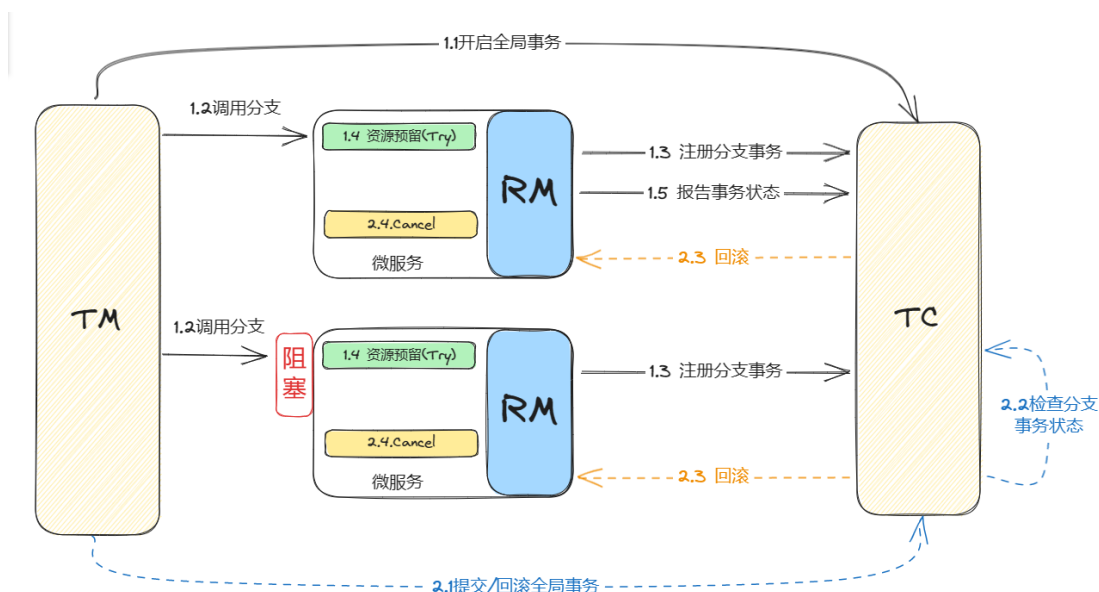 1.1开启全局事务
1.2调用分支
1.4 资源预留(Try)
RM
1.3 注册分支事务
1.5 报告事务状态
2.4.Cancel
2.3 回滚
微服务
TM
TC
1.2调用分支
阻
塞
1.4 资源预留(Try)
RM
1.3 注册分支事务
2.2检查分支
事务状态
2.4.Cancel
2.3 回滚
微服务
2.1提交/回滚全局事务